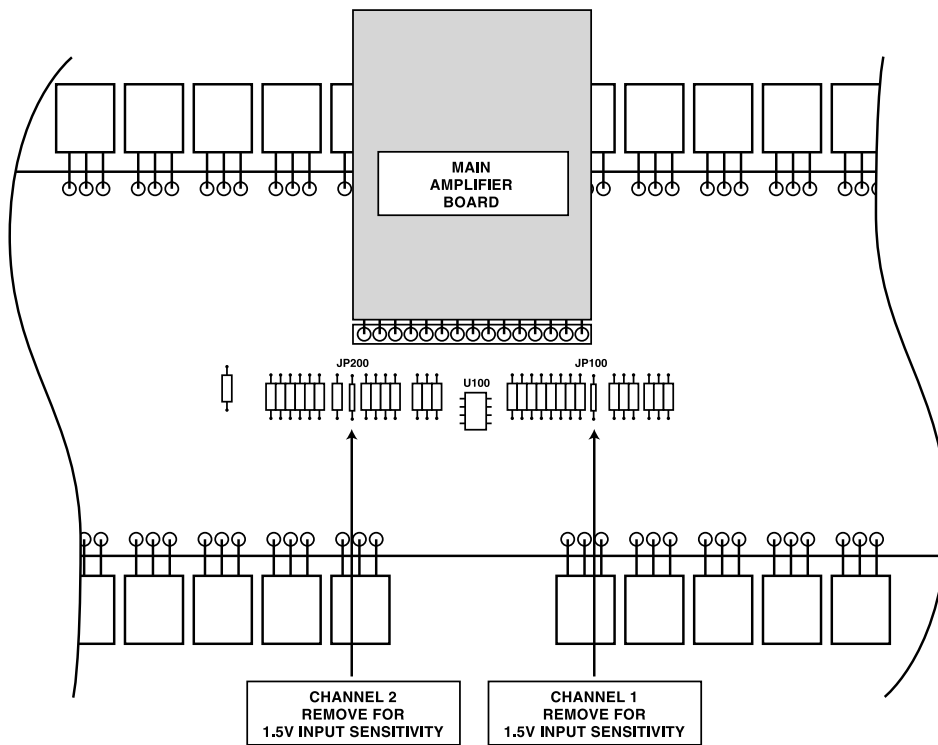 MAIN
AMPLIFIER
BOARD
JP200
JP100
U100
CHANNEL 2
REMOVE FOR
1.5V INPUT SENSITIVITY
CHANNEL 1
REMOVE FOR
1.5V INPUT SENSITIVITY